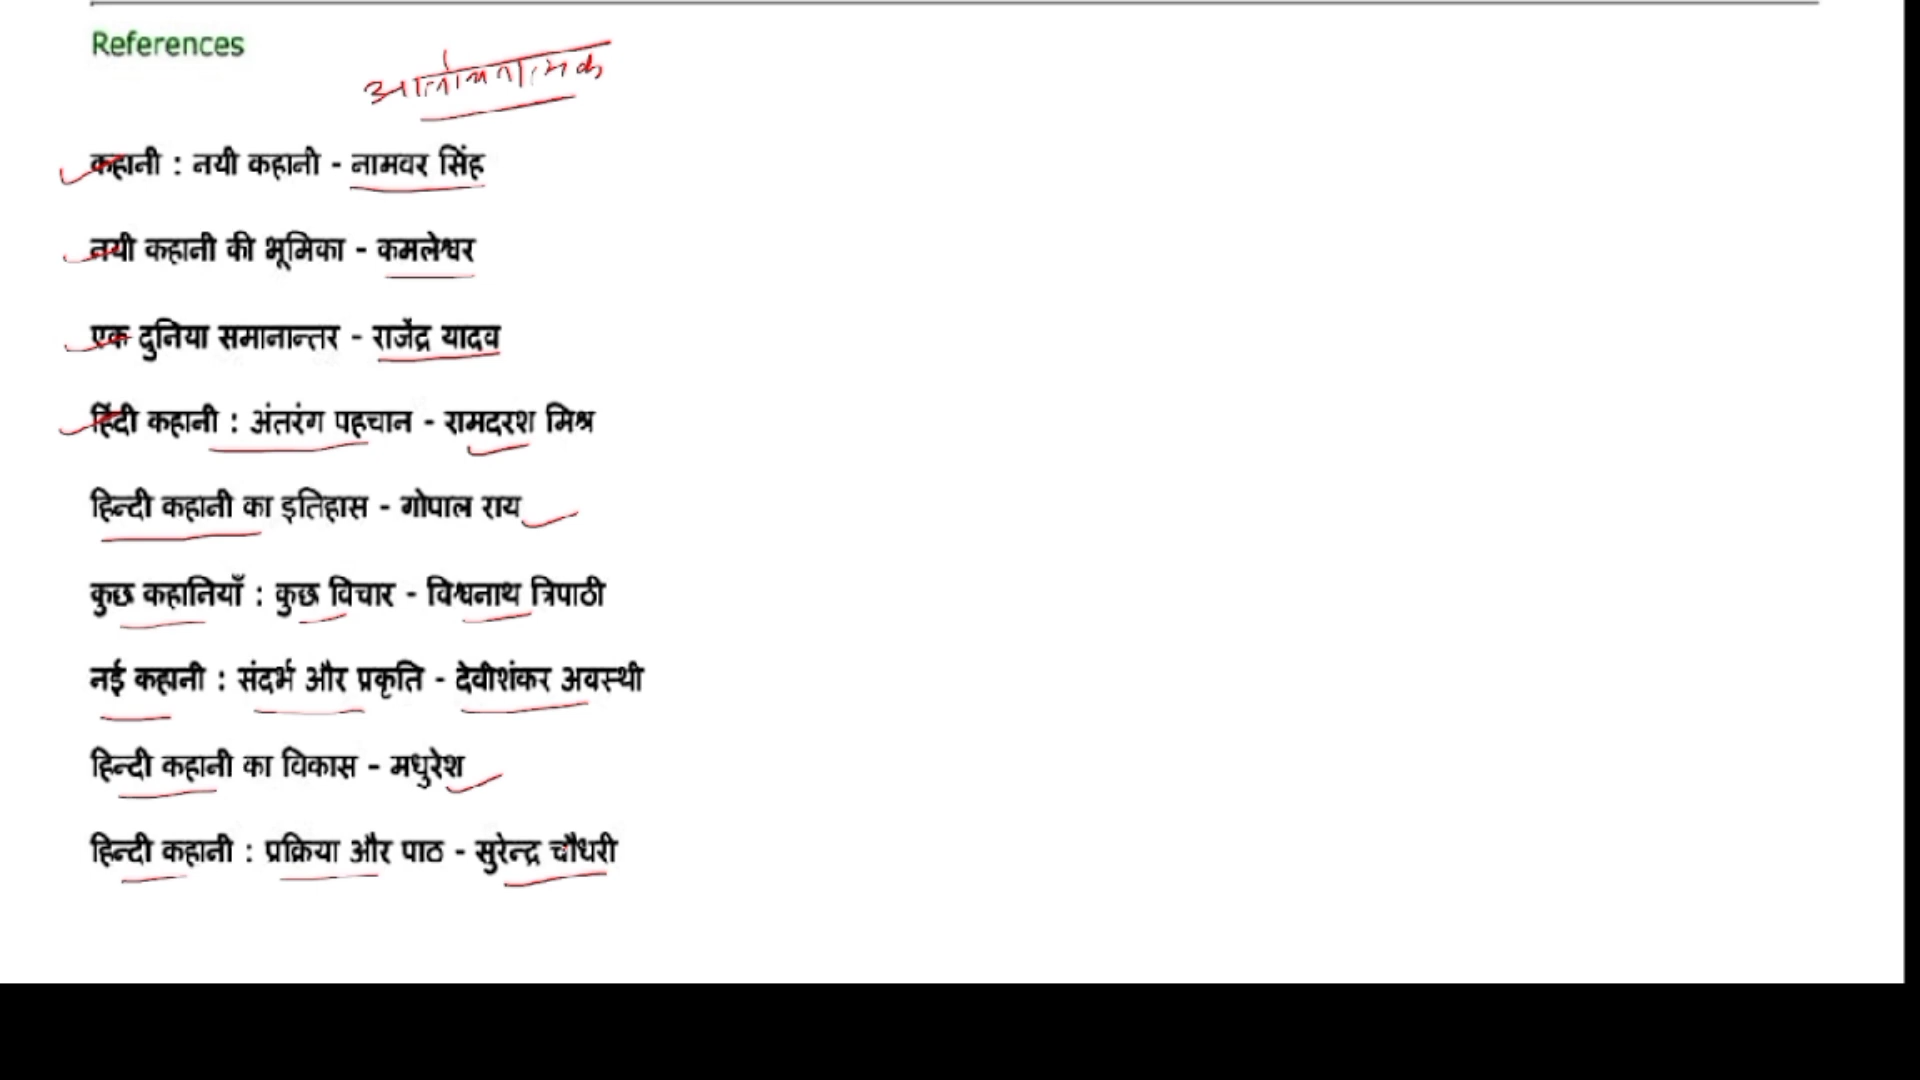 References
आलोचनात्मक
कहानी : नयी कहानी - नामवर सिंह
नयी कहानी की भूमिका - कमलेश्वर
एक दुनिया समानान्तर - राजेंद्र यादव
हिंदी कहानी : अंतरंग पहचान - रामदरश मिश्र
हिन्दी कहानी का इतिहास - गोपाल राय
कुछ कहानियाँ : कुछ विचार - विश्वनाथ त्रिपाठी
नई कहानी : संदर्भ और प्रकृति - देवीशंकर अवस्थी
हिन्दी कहानी का विकास - मधुरेश
हिन्दी कहानी : प्रक्रिया और पाठ - सुरेन्द्र चौधरी